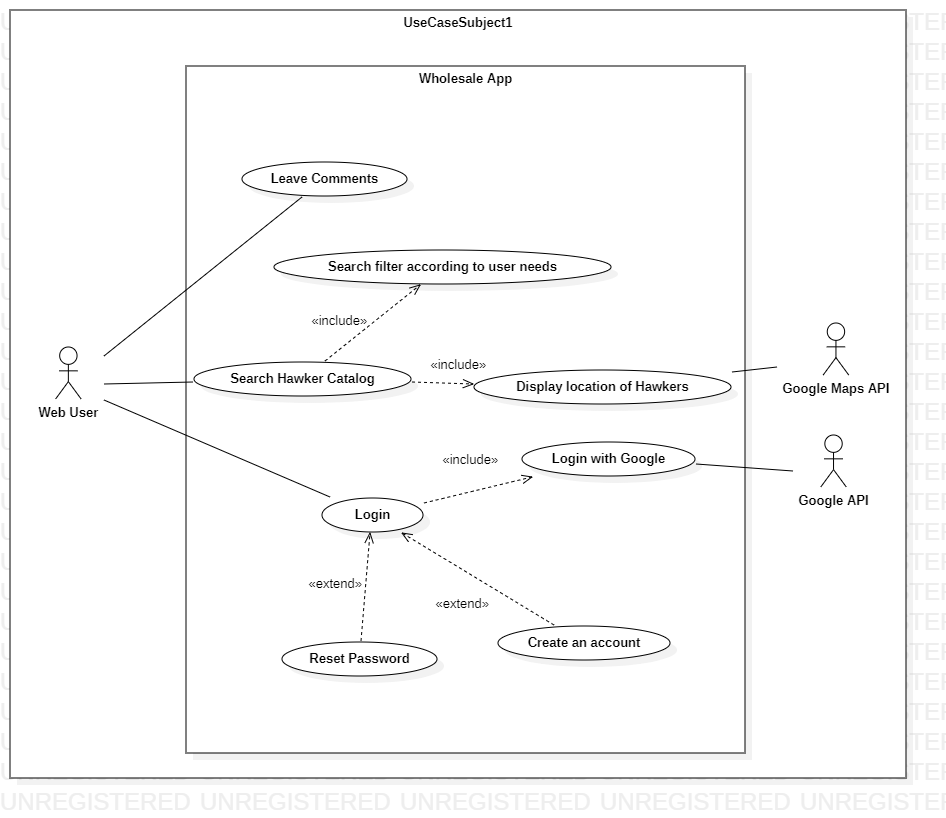 UseCaseSubject1
Wholesale App
Leave Comments
Search filter according to user needs
«include»
Search Hawker Catalog
«include»
Display location of Hawkers
Google Maps API
Web User
«include»
Login with Google
Google API
Login
«extend»
«extend»
Reset Password
Create an account
UNREGISTERED UNREGISTERED UNREGISTERED UNREGISTERED